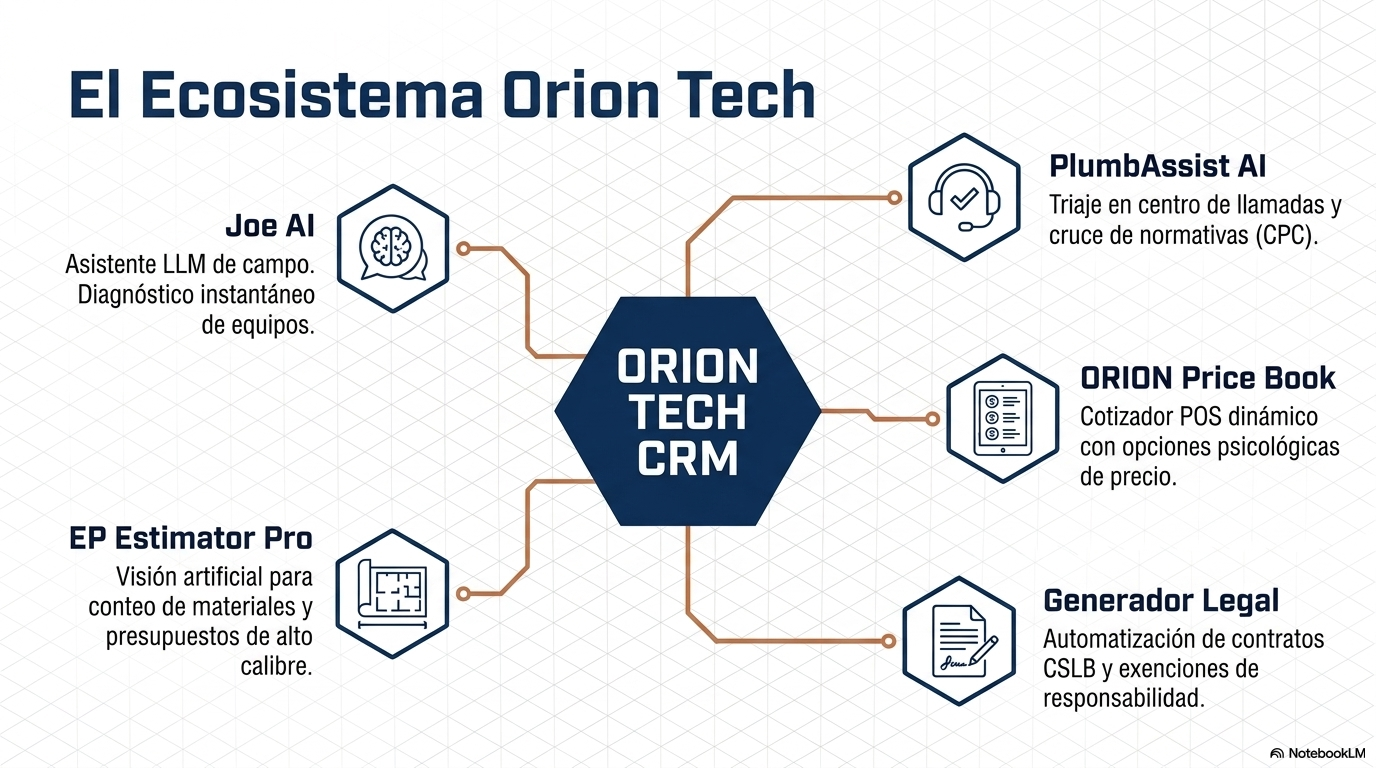 El Ecosistema Orion Tech
Joe AI
Asistente LLM de campo.
Diagnóstico instantáneo
de equipos.
EP Estimator Pro
Visión artificial para
conteo de materiales y
presupuestos de alto
calibre.
ORION
TECH
CRM
PlumbAssist AI
Triaje en centro de llamadas y
cruce de normativas (CPC).
ORION Price Book
Cotizador POS dinámico
con opciones psicológicas
de precio.
Generador Legal
Automatización de contratos
CSLB y exenciones de
responsabilidad.
NotebookLM